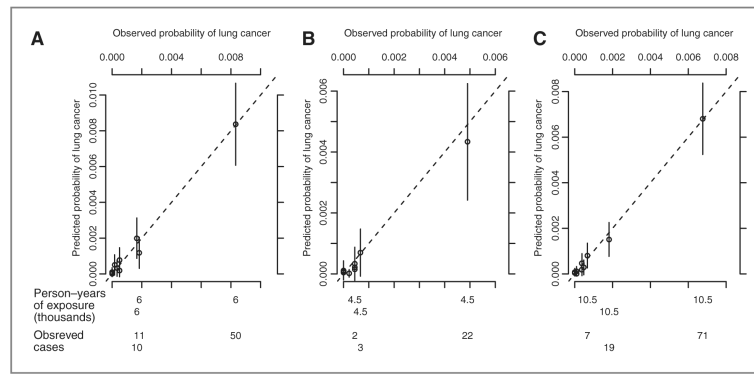 A
Observed probability of lung cancer
0.000 0.004 0.008
Predicted probability of lung cancer
0.000 0.002 0.004 0.006 0.008 0.010
B
Observed probability of lung cancer
0.000 0.002 0.004 0.006
Predicted probability of lung cancer
0.000 0.002 0.004 0.006
C
Observed probability of lung cancer
0.000 0.002 0.004 0.006 0.008
Predicted probability of lung cancer
0.000 0.002 0.004 0.006 0.008
Person–years
of exposure
(thousands)
6 6
6
4.5 4.5
4.5
10.5 10.5
10.5
Obsreved
cases
11 50
10
2 22
3
7 71
19